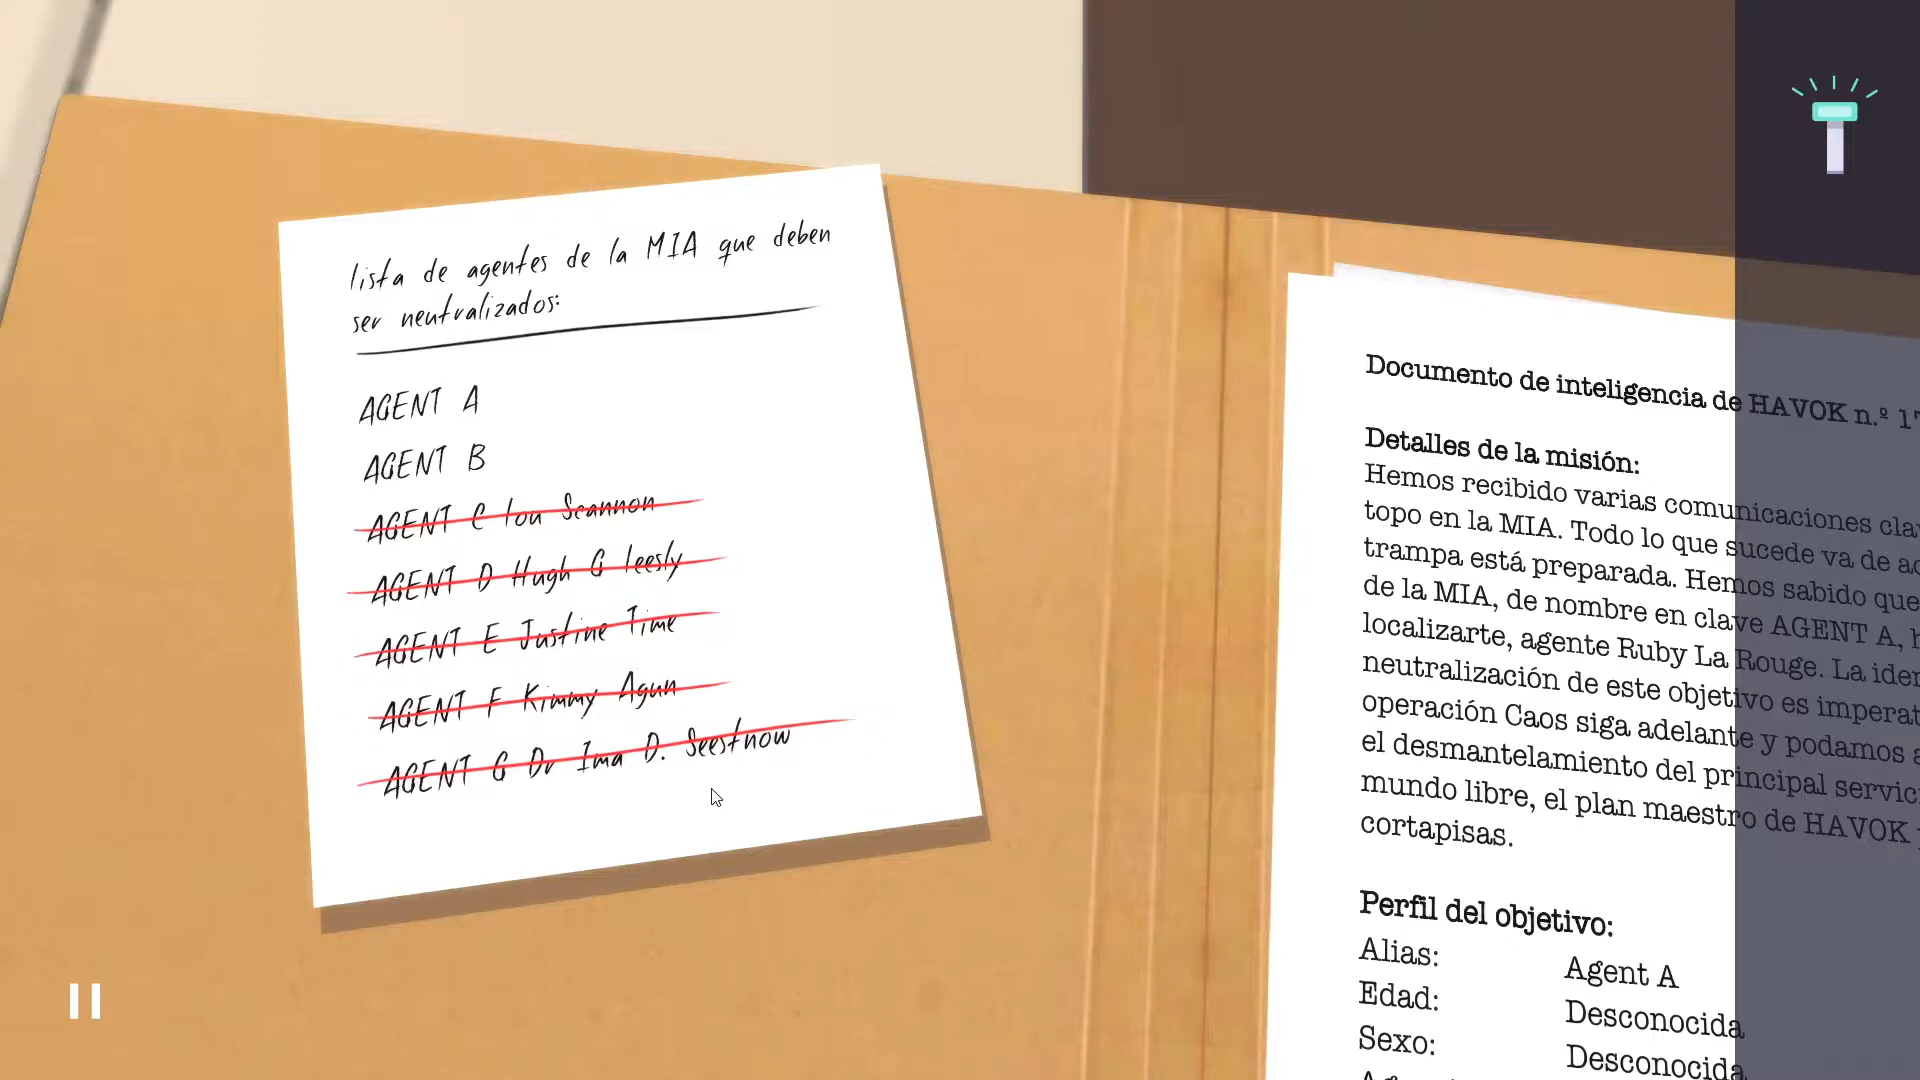 lista de agentes de la MIA que deben
ser neutralizados:
AGENT A
AGENT B
AGENT C Lou Scannon
AGENT D Hugh G Leesly
AGENT E Justine Time
AGENT F Kimmy Agun
AGENT G Dr Ima D. Seestnow
Documento de inteligencia de HAVOK n.º 17
Detalles de la misión:
Hemos recibido varias comunicaciones cla
topo en la MIA. Todo lo que sucede va de ac
trampa está preparada. Hemos sabido que
de la MIA, de nombre en clave AGENT A, h
localizarte, agente Ruby La Rouge. La iden
neutralización de este objetivo es imperat
operación Caos siga adelante y podamos a
el desmantelamiento del principal servic
mundo libre, el plan maestro de HAVOK
cortapisas.
Perfil del objetivo:
Alias: Agent A
Edad: Desconocida
Sexo: Desconocida